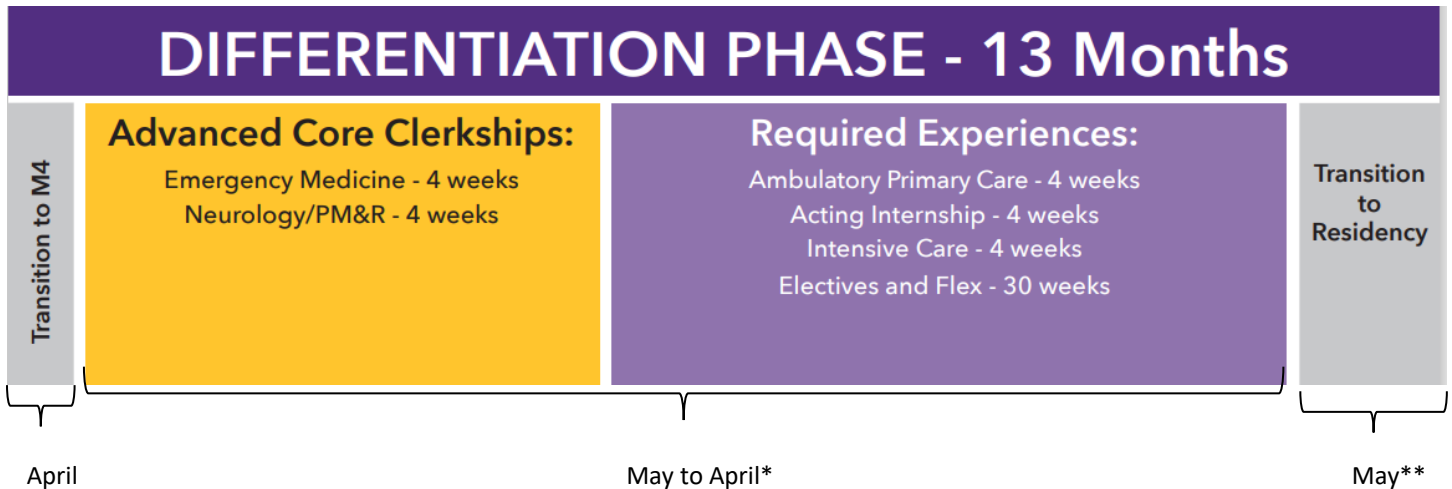 DIFFERENTIATION PHASE - 13 Months
Transition to M4
Advanced Core Clerkships:
Emergency Medicine - 4 weeks
Neurology/PM&R - 4 weeks
Required Experiences:
Ambulatory Primary Care - 4 weeks
Acting Internship - 4 weeks
Intensive Care - 4 weeks
Electives and Flex - 30 weeks
Transition
to
Residency
April
May to April*
May**